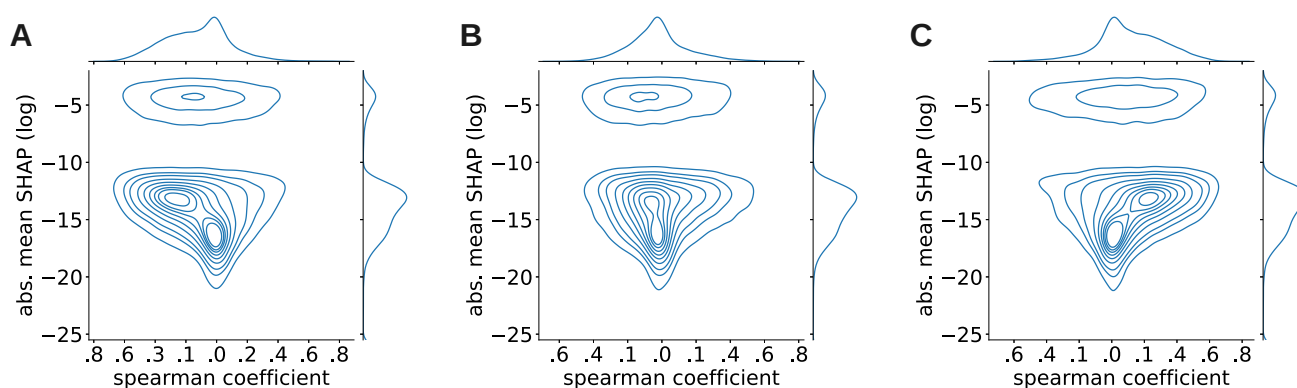 A
B
C
abs. mean SHAP (log)
−5
−10
−15
−20
−25
.8 .6 .3 .1 .0 .2 .4 .6 .8
spearman coefficient
abs. mean SHAP (log)
−5
−10
−15
−20
−25
.6 .4 .1 .0 .2 .4 .6 .8
spearman coefficient
abs. mean SHAP (log)
−5
−10
−15
−20
−25
.6 .4 .2 .0 .1 .4 .6 .8
spearman coefficient